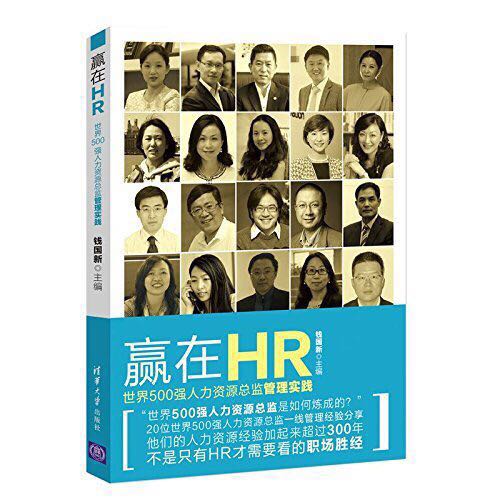 赢在HR
世界500强人力资源总监管理实践
钱国新 主编
清华大学出版社
赢在HR
钱国新 主编
世界500强人力资源总监管理实践
“世界500强人力资源总监是如何炼成的？”
20位世界500强人力资源总监一线管理经验分享
他们的人力资源经验加起来超过300年
不是只有HR才需要看的职场胜经